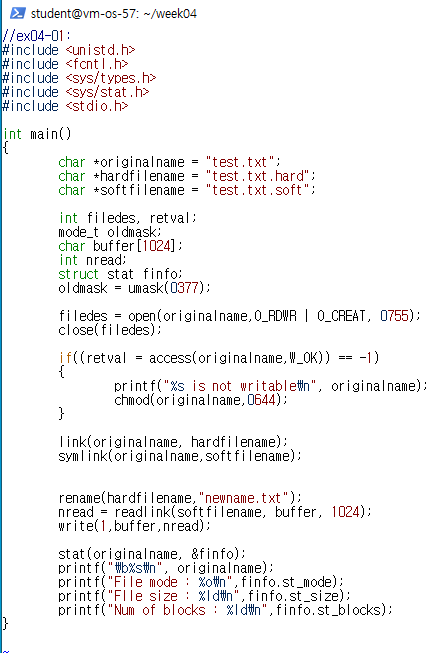 student@vm-os-57: ~/week04
//ex04-01:
#include <unistd.h>
#include <fcntl.h>
#include <sys/types.h>
#include <sys/stat.h>
#include <stdio.h>

int main()
{
        char *originalname = "test.txt";
        char *hardfilename = "test.txt.hard";
        char *softfilename = "test.txt.soft";

        int filedes, retval;
        mode_t oldmask;
        char buffer[1024];
        int nread;
        struct stat finfo;
        oldmask = umask(0377);

        filedes = open(originalname,O_RDWR | O_CREAT, 0755);
        close(filedes);

        if((retval = access(originalname,W_OK)) == -1)
        {
                printf("%s is not writable₩n", originalname);
                chmod(originalname,0644);
        }

        link(originalname, hardfilename);
        symlink(originalname,softfilename);


        rename(hardfilename,"newname.txt");
        nread = readlink(softfilename, buffer, 1024);
        write(1,buffer,nread);

        stat(originalname, &finfo);
        printf("₩b%s₩n", originalname);
        printf("File mode : %o₩n",finfo.st_mode);
        printf("FIle size : %ld₩n",finfo.st_size);
        printf("Num of blocks : %ld₩n",finfo.st_blocks);
}
~